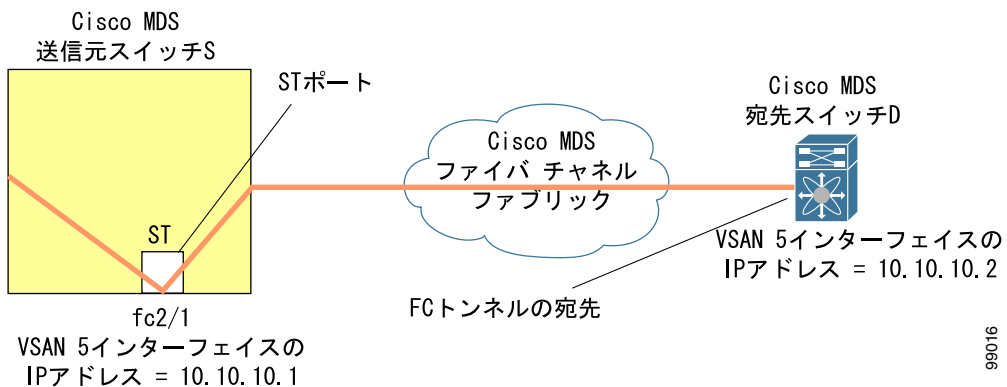 Cisco MDS
送信元スイッチS
STポート
ST
fc2/1
VSAN 5インターフェイスの
IPアドレス = 10.10.10.1
Cisco MDS
ファイバ チャネル
ファブリック
FCトンネルの宛先
Cisco MDS
宛先スイッチD
VSAN 5インターフェイスの
IPアドレス = 10.10.10.2
99016